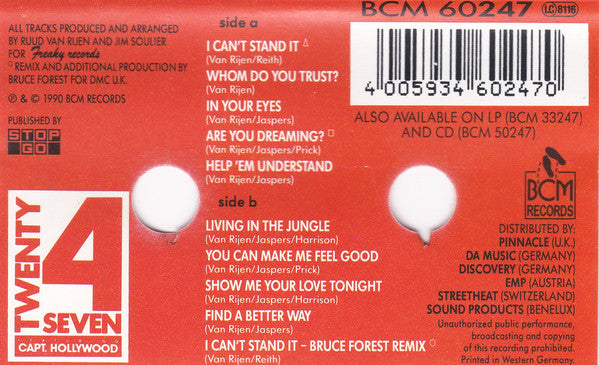 ALL TRACKS PRODUCED AND ARRANGED
BY RUUD VAN RIJEN AND JIM SOULIER
FOR Freaky records
○ REMIX AND ADDITIONAL PRODUCTION BY
BRUCE FOREST FOR DMC U.K.
℗ & © 1990 BCM RECORDS
PUBLISHED BY
STOP
GO
TWENTY
4
SEVEN
FEATURING
CAPT. HOLLYWOOD
side a
I CAN'T STAND IT △
(Van Rijen/Reith)
WHOM DO YOU TRUST?
(Van Rijen)
IN YOUR EYES
(Van Rijen/Jaspers)
ARE YOU DREAMING? □
(Van Rijen/Jaspers/Prick)
HELP 'EM UNDERSTAND
(Van Rijen/Jaspers)
side b
LIVING IN THE JUNGLE
(Van Rijen/Jaspers/Harrison)
YOU CAN MAKE ME FEEL GOOD
(Van Rijen/Jaspers/Prick)
SHOW ME YOUR LOVE TONIGHT
(Van Rijen/Jaspers/Harrison)
FIND A BETTER WAY
(Van Rijen/Jaspers)
I CAN'T STAND IT – BRUCE FOREST REMIX ○
(Van Rijen/Reith)
BCM 60247 LC 8116
4 005934 602470
ALSO AVAILABLE ON LP (BCM 33247)
AND CD (BCM 50247)
BCM
RECORDS
DISTRIBUTED BY:
PINNACLE (U.K.)
DA MUSIC (GERMANY)
DISCOVERY (GERMANY)
EMP (AUSTRIA)
STREETHEAT (SWITZERLAND)
SOUND PRODUCTS (BENELUX)
Unauthorized public performance,
broadcasting and copying
of this recording prohibited.
Printed in Western Germany.